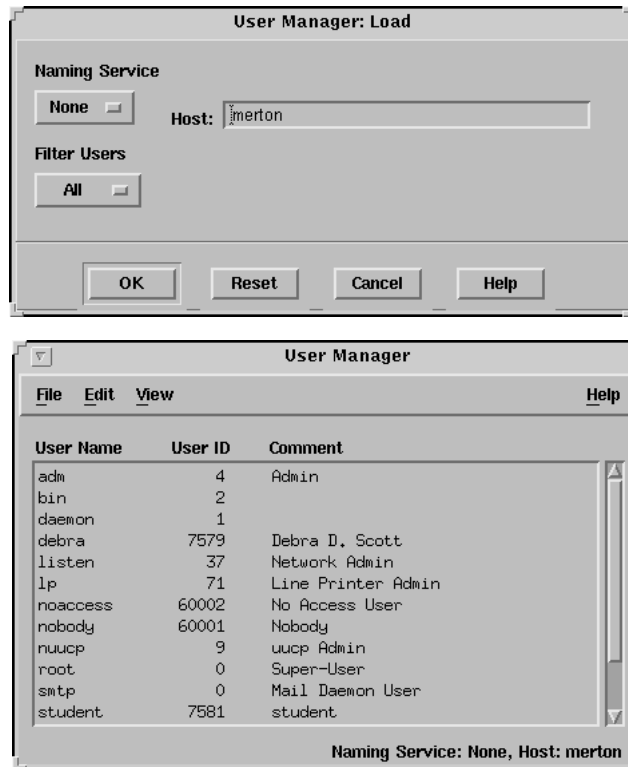 User Manager: Load
Naming Service
None
Host: merton
Filter Users
All
OK Reset Cancel Help
User Manager
File Edit View Help
User Name User ID Comment
adm 4 Admin
bin 2
daemon 1
debra 7579 Debra D. Scott
listen 37 Network Admin
lp 71 Line Printer Admin
noaccess 60002 No Access User
nobody 60001 Nobody
nuucp 9 uucp Admin
root 0 Super-User
smtp 0 Mail Daemon User
student 7581 student
Naming Service: None, Host: merton